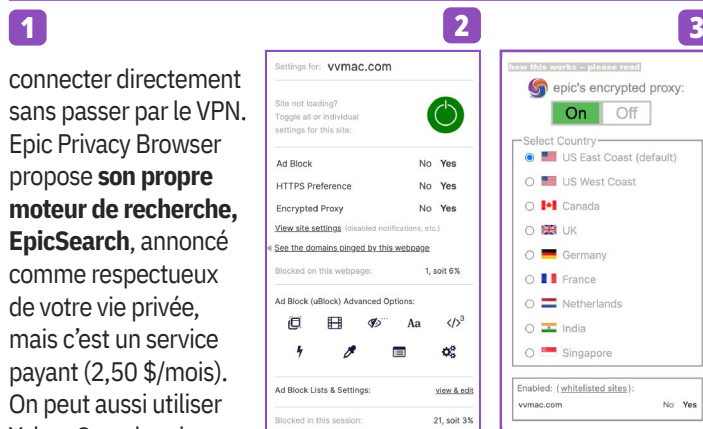 1
connecter directement
sans passer par le VPN.
Epic Privacy Browser
propose son propre
moteur de recherche,
EpicSearch, annoncé
comme respectueux
de votre vie privée,
mais c'est un service
payant (2,50 $/mois).
On peut aussi utiliser
2
Settings for: vvmac.com
Site not loading?
Toggle all or individual
settings for this site:
Ad Block No Yes
HTTPS Preference No Yes
Encrypted Proxy No Yes
View site settings (disabled notifications, etc.)
See the domains pinged by this webpage
Blocked on this webpage: 1, soit 6%
Ad Block (uBlock) Advanced Options:
Aa </>3
Ad Block Lists & Settings: view & edit
Blocked in this session: 21, soit 3%
3
how this works – please read
epic's encrypted proxy:
On Off
Select Country
US East Coast (default)
US West Coast
Canada
UK
Germany
France
Netherlands
India
Singapore
Enabled: (whitelisted sites):
vvmac.com No Yes